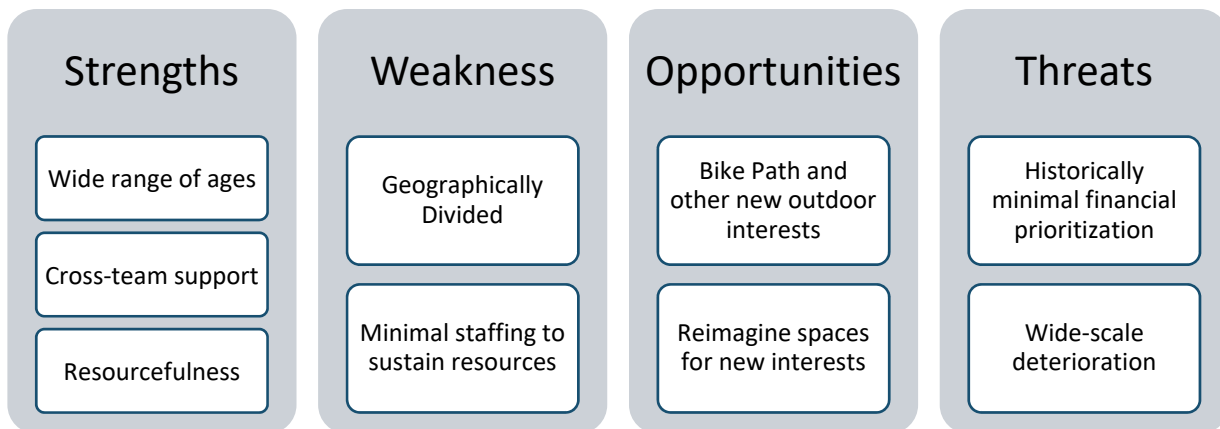 Strengths
Wide range of ages
Cross-team support
Resourcefulness
Weakness
Geographically
Divided
Minimal staffing to
sustain resources
Opportunities
Bike Path and
other new outdoor
interests
Reimagine spaces
for new interests
Threats
Historically
minimal financial
prioritization
Wide-scale
deterioration